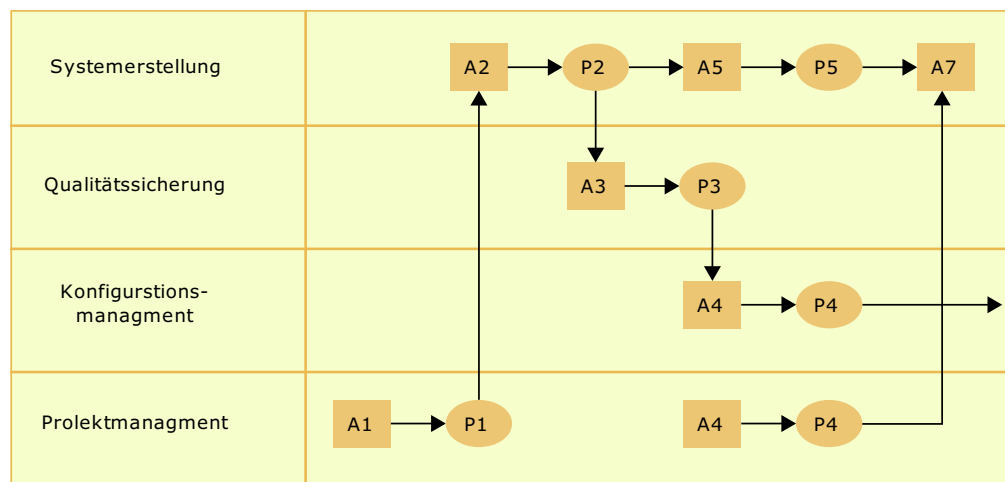 Systemerstellung
A2 P2 A5 P5 A7
Qualitätssicherung
A3 P3
Konfigurstions-
managment
A4 P4
Prolektmanagment
A1 P1 A4 P4